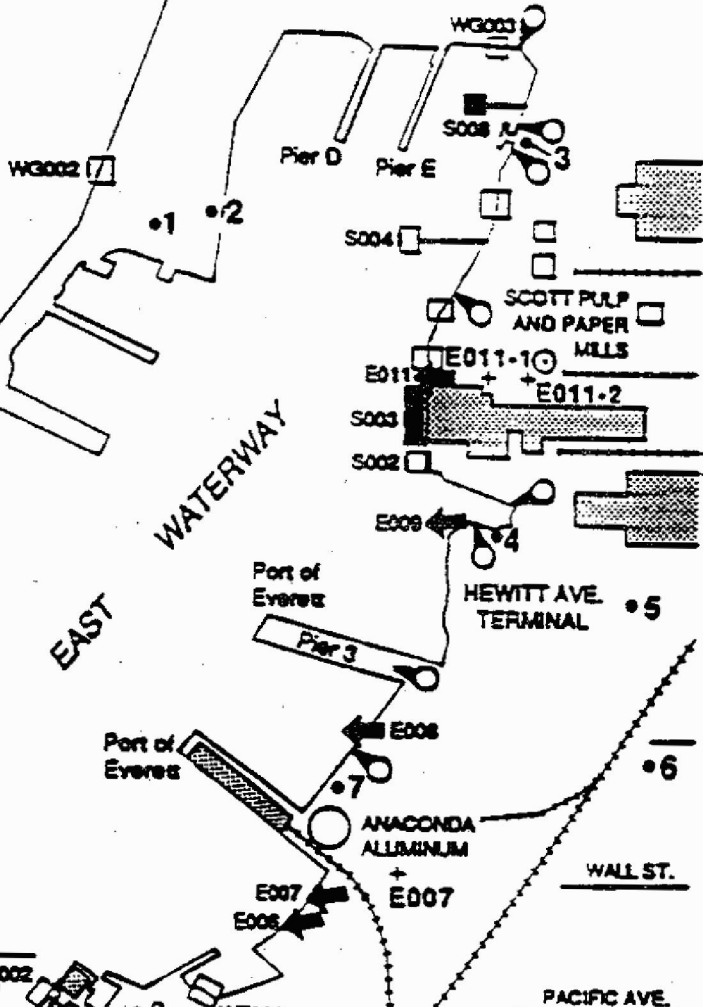 WG003
S008
3
Pier D
Pier E
WG002
1
2
S004
SCOTT PULP
AND PAPER
MILLS
E011-1
E011
E011-2
S003
S002
WATERWAY
E009
4
Port of
Everett
HEWITT AVE.
TERMINAL
5
EAST
Pier 3
E008
Port of
Everett
6
7
ANACONDA
ALUMINUM
WALL ST.
E007
E007
E006
002
PACIFIC AVE.